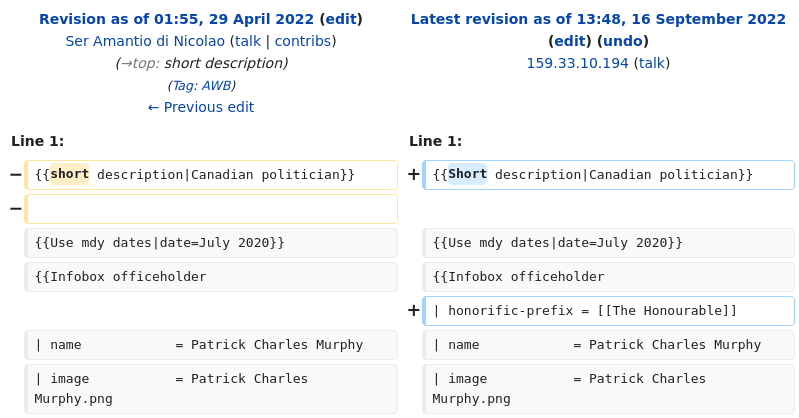 Revision as of 01:55, 29 April 2022 (edit)
Ser Amantio di Nicolao (talk | contribs)
(→top: short description)
(Tag: AWB)
← Previous edit
Latest revision as of 13:48, 16 September 2022
(edit) (undo)
159.33.10.194 (talk)
Line 1:
Line 1:
− {{short description|Canadian politician}}
+ {{Short description|Canadian politician}}
−
{{Use mdy dates|date=July 2020}}
{{Use mdy dates|date=July 2020}}
{{Infobox officeholder
{{Infobox officeholder
+ | honorific-prefix = [[The Honourable]]
| name            = Patrick Charles Murphy
| name            = Patrick Charles Murphy
| image           = Patrick Charles
Murphy.png
| image           = Patrick Charles
Murphy.png